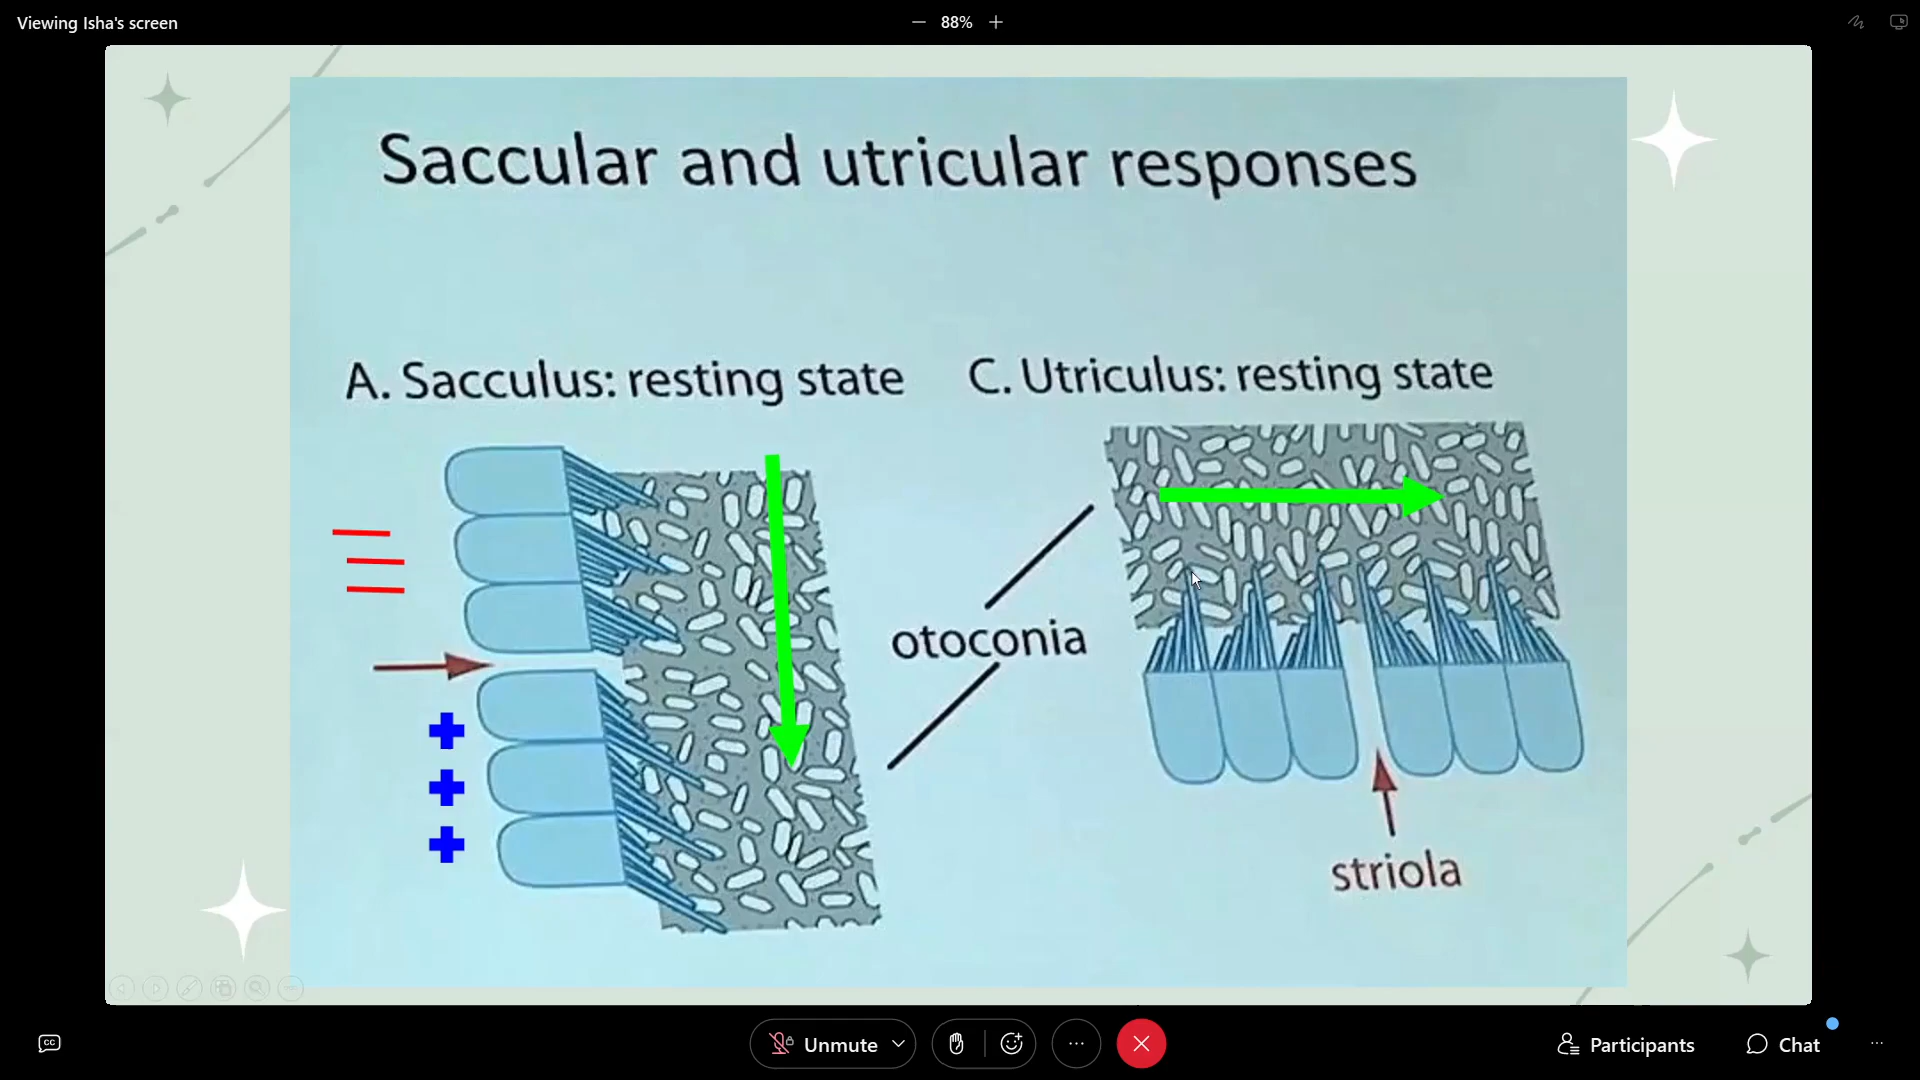 Viewing Isha's screen
88%
Saccular and utricular responses
A. Sacculus: resting state
C. Utriculus: resting state
otoconia
striola
CC
Unmute
Participants
Chat